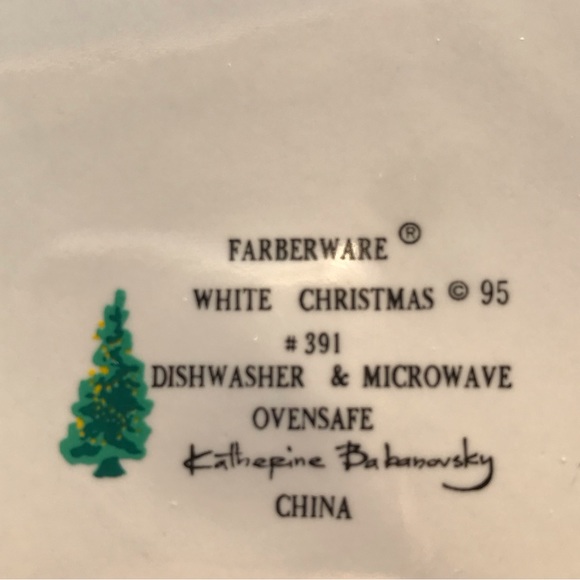 FARBERWARE ®
WHITE CHRISTMAS © 95
# 391
DISHWASHER & MICROWAVE
OVENSAFE
Katherine Babanovsky
CHINA